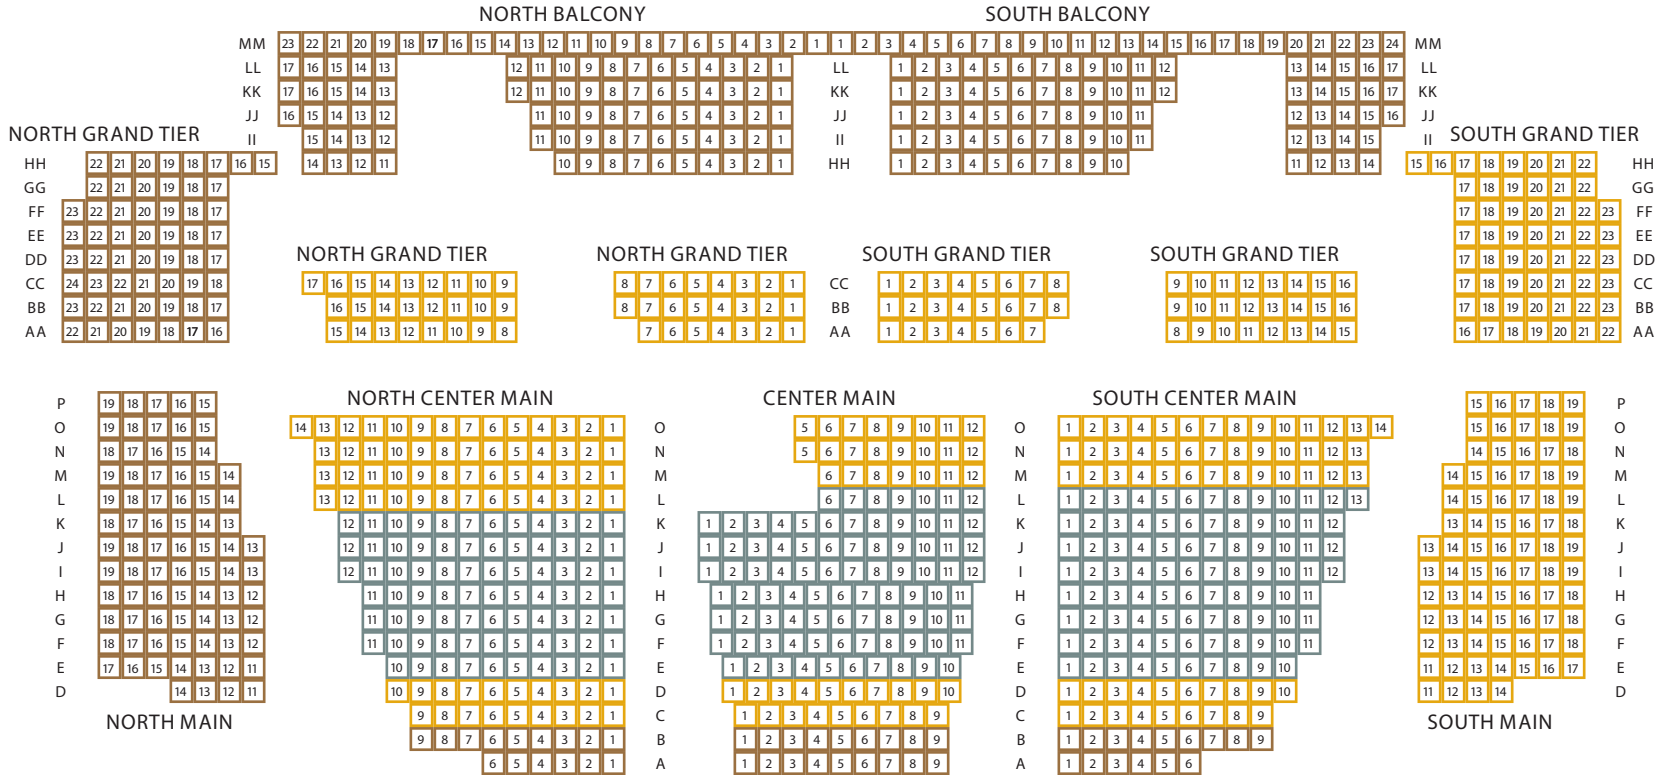 NORTH BALCONY SOUTH BALCONY
MM 23 22 21 20 19 18 17 16 15 14 13 12 11 10 9 8 7 6 5 4 3 2 1 1 2 3 4 5 6 7 8 9 10 11 12 13 14 15 16 17 18 19 20 21 22 23 24 MM
LL 17 16 15 14 13 12 11 10 9 8 7 6 5 4 3 2 1 LL 1 2 3 4 5 6 7 8 9 10 11 12 13 14 15 16 17 LL
KK 17 16 15 14 13 12 11 10 9 8 7 6 5 4 3 2 1 KK 1 2 3 4 5 6 7 8 9 10 11 12 13 14 15 16 17 KK
JJ 16 15 14 13 12 11 10 9 8 7 6 5 4 3 2 1 JJ 1 2 3 4 5 6 7 8 9 10 11 12 13 14 15 16 JJ
NORTH GRAND TIER SOUTH GRAND TIER
II 15 14 13 12 11 10 9 8 7 6 5 4 3 2 1 II 1 2 3 4 5 6 7 8 9 10 11 12 13 14 15 II
HH 22 21 20 19 18 17 16 15 14 13 12 11 10 9 8 7 6 5 4 3 2 1 HH 1 2 3 4 5 6 7 8 9 10 11 12 13 14 15 16 17 18 19 20 21 22 HH
GG 22 21 20 19 18 17 17 18 19 20 21 22 GG
FF 23 22 21 20 19 18 17 17 18 19 20 21 22 23 FF
EE 23 22 21 20 19 18 17 17 18 19 20 21 22 23 EE
NORTH GRAND TIER NORTH GRAND TIER SOUTH GRAND TIER SOUTH GRAND TIER
DD 23 22 21 20 19 18 17 17 18 19 20 21 22 23 DD
CC 24 23 22 21 20 19 18 17 16 15 14 13 12 11 10 9 8 7 6 5 4 3 2 1 CC 1 2 3 4 5 6 7 8 9 10 11 12 13 14 15 16 17 18 19 20 21 22 23 CC
BB 23 22 21 20 19 18 17 16 15 14 13 12 11 10 9 8 7 6 5 4 3 2 1 BB 1 2 3 4 5 6 7 8 9 10 11 12 13 14 15 16 17 18 19 20 21 22 23 BB
AA 22 21 20 19 18 17 16 15 14 13 12 11 10 9 8 7 6 5 4 3 2 1 AA 1 2 3 4 5 6 7 8 9 10 11 12 13 14 15 16 17 18 19 20 21 22 AA
NORTH CENTER MAIN CENTER MAIN SOUTH CENTER MAIN
P 19 18 17 16 15 15 16 17 18 19 P
O 19 18 17 16 15 14 13 12 11 10 9 8 7 6 5 4 3 2 1 O 5 6 7 8 9 10 11 12 O 1 2 3 4 5 6 7 8 9 10 11 12 13 14 15 16 17 18 19 O
N 18 17 16 15 14 13 12 11 10 9 8 7 6 5 4 3 2 1 N 5 6 7 8 9 10 11 12 N 1 2 3 4 5 6 7 8 9 10 11 12 13 14 15 16 17 18 N
M 19 18 17 16 15 14 13 12 11 10 9 8 7 6 5 4 3 2 1 M 6 7 8 9 10 11 12 M 1 2 3 4 5 6 7 8 9 10 11 12 13 14 15 16 17 18 19 M
L 19 18 17 16 15 14 13 12 11 10 9 8 7 6 5 4 3 2 1 L 6 7 8 9 10 11 12 L 1 2 3 4 5 6 7 8 9 10 11 12 13 14 15 16 17 18 19 L
K 18 17 16 15 14 13 12 11 10 9 8 7 6 5 4 3 2 1 K 1 2 3 4 5 6 7 8 9 10 11 12 K 1 2 3 4 5 6 7 8 9 10 11 12 13 14 15 16 17 18 K
J 19 18 17 16 15 14 13 12 11 10 9 8 7 6 5 4 3 2 1 J 1 2 3 4 5 6 7 8 9 10 11 12 J 1 2 3 4 5 6 7 8 9 10 11 12 13 14 15 16 17 18 19 J
I 19 18 17 16 15 14 13 12 11 10 9 8 7 6 5 4 3 2 1 I 1 2 3 4 5 6 7 8 9 10 11 12 I 1 2 3 4 5 6 7 8 9 10 11 12 13 14 15 16 17 18 19 I
H 18 17 16 15 14 13 12 11 10 9 8 7 6 5 4 3 2 1 H 1 2 3 4 5 6 7 8 9 10 11 H 1 2 3 4 5 6 7 8 9 10 11 12 13 14 15 16 17 18 H
G 18 17 16 15 14 13 12 11 10 9 8 7 6 5 4 3 2 1 G 1 2 3 4 5 6 7 8 9 10 11 G 1 2 3 4 5 6 7 8 9 10 11 12 13 14 15 16 17 18 G
F 18 17 16 15 14 13 12 11 10 9 8 7 6 5 4 3 2 1 F 1 2 3 4 5 6 7 8 9 10 11 F 1 2 3 4 5 6 7 8 9 10 11 12 13 14 15 16 17 18 F
E 17 16 15 14 13 12 11 10 9 8 7 6 5 4 3 2 1 E 1 2 3 4 5 6 7 8 9 10 E 1 2 3 4 5 6 7 8 9 10 11 12 13 14 15 16 17 E
D 14 13 12 11 10 9 8 7 6 5 4 3 2 1 D 1 2 3 4 5 6 7 8 9 10 D 1 2 3 4 5 6 7 8 9 10 11 12 13 14 D
C 9 8 7 6 5 4 3 2 1 C 1 2 3 4 5 6 7 8 9 C 1 2 3 4 5 6 7 8 9
NORTH MAIN SOUTH MAIN
9 8 7 6 5 4 3 2 1 B 1 2 3 4 5 6 7 8 9 B 1 2 3 4 5 6 7 8 9
6 5 4 3 2 1 A 1 2 3 4 5 6 7 8 9 A 1 2 3 4 5 6